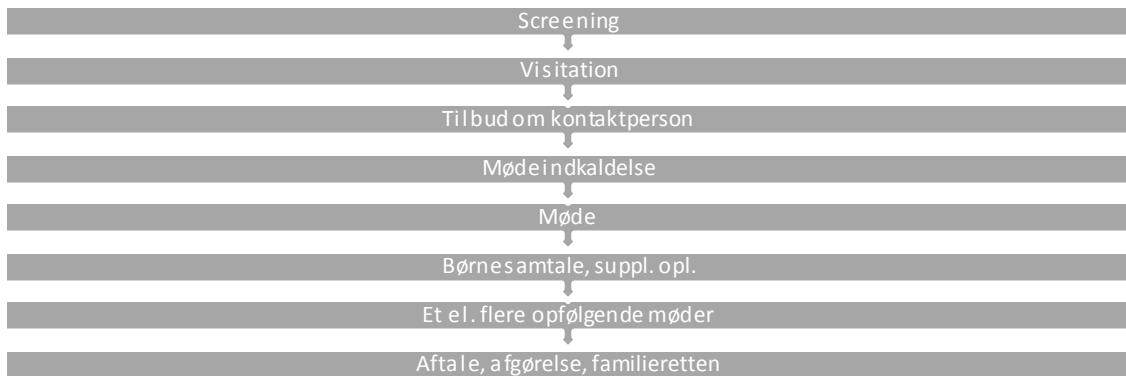 Screening
Visitation
Tilbud om kontaktperson
Mødeindkaldelse
Møde
Børnesamtale, suppl. opl.
Et el. flere opfølgende møder
Aftale, afgørelse, familieretten